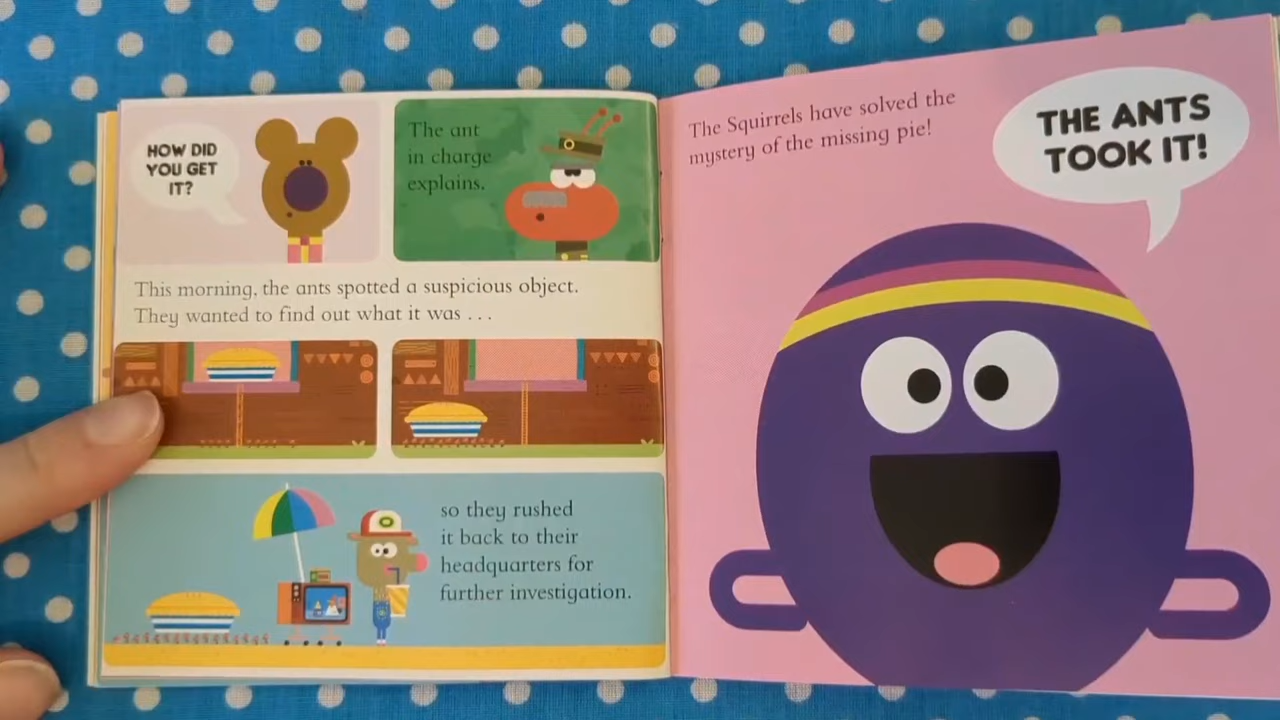 HOW DID
YOU GET
IT?
The ant
in charge
explains.
This morning, the ants spotted a suspicious object.
They wanted to find out what it was . . .
so they rushed
it back to their
headquarters for
further investigation.
The Squirrels have solved the
mystery of the missing pie!
THE ANTS
TOOK IT!